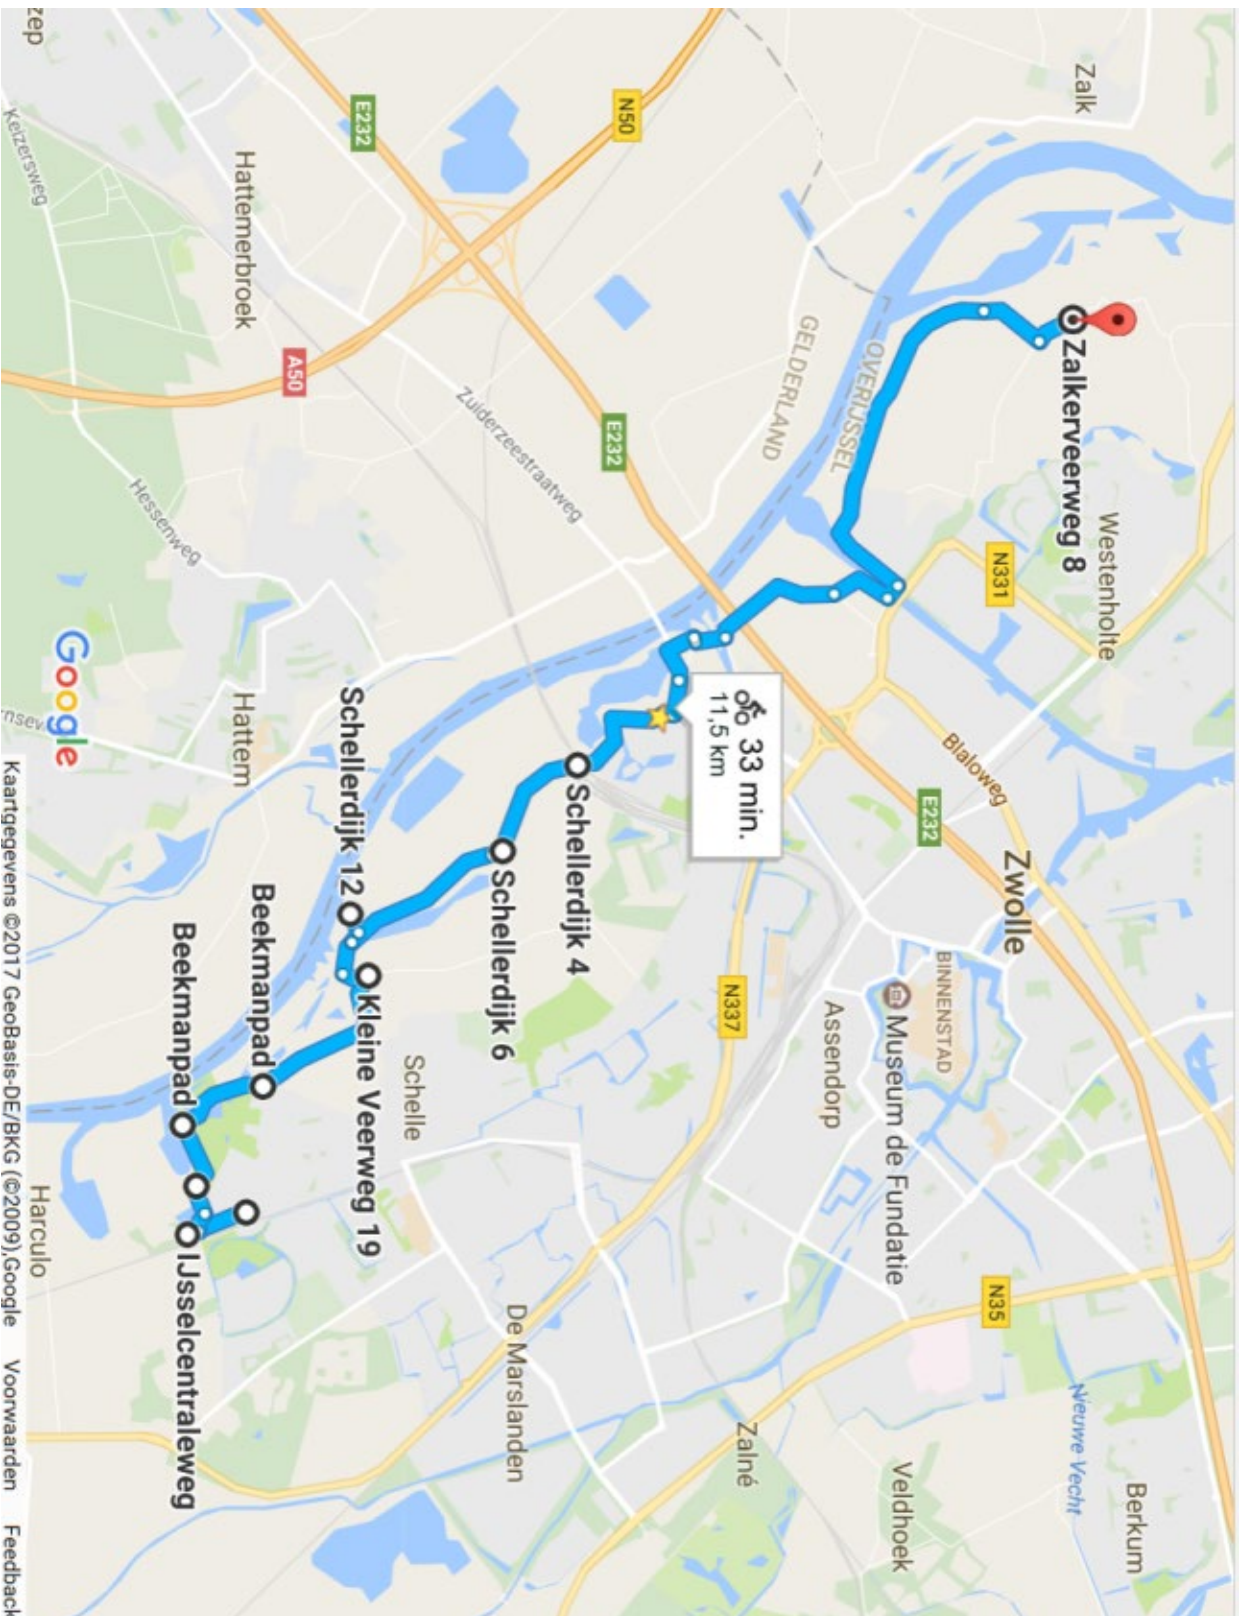 Zalk
Zalkerveerweg 8
Westenholte
N331
Blaloweg
E232
Zwolle
BINNENSTAD
Museum de Fundatie
Assendorp
N35
Nieuwe Vecht
Berkum
Veldhoek
Zalné
N50
E232
GELDERLAND
OVERIJSSEL
E232
33 min.
11,5 km
N337
Zuiderzeestraatweg
Schellerdijk 4
Schellerdijk 6
De Marslanden
Hattemerbroek
A50
Schellerdijk 12
Kleine Veerweg 19
Schelle
Beekmanpad
Beekmanpad
IJsselcentraleweg
Hessenweg
Hattem
Keizersweg
zep
Google
nsew
Harculo
Kaartgegevens ©2017 GeoBasis-DE/BKG (©2009),Google Voorwaarden Feedback